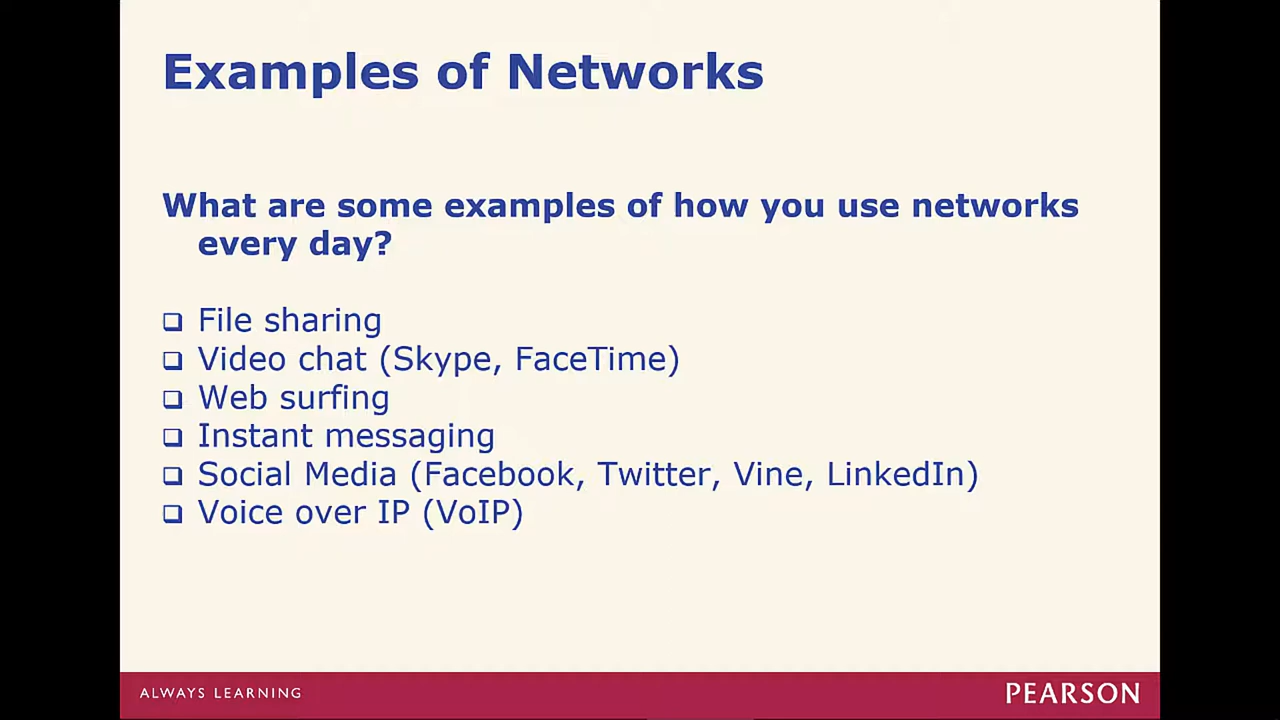 Examples of Networks
What are some examples of how you use networks
every day?
❑ File sharing
❑ Video chat (Skype, FaceTime)
❑ Web surfing
❑ Instant messaging
❑ Social Media (Facebook, Twitter, Vine, LinkedIn)
❑ Voice over IP (VoIP)
ALWAYS LEARNING
PEARSON